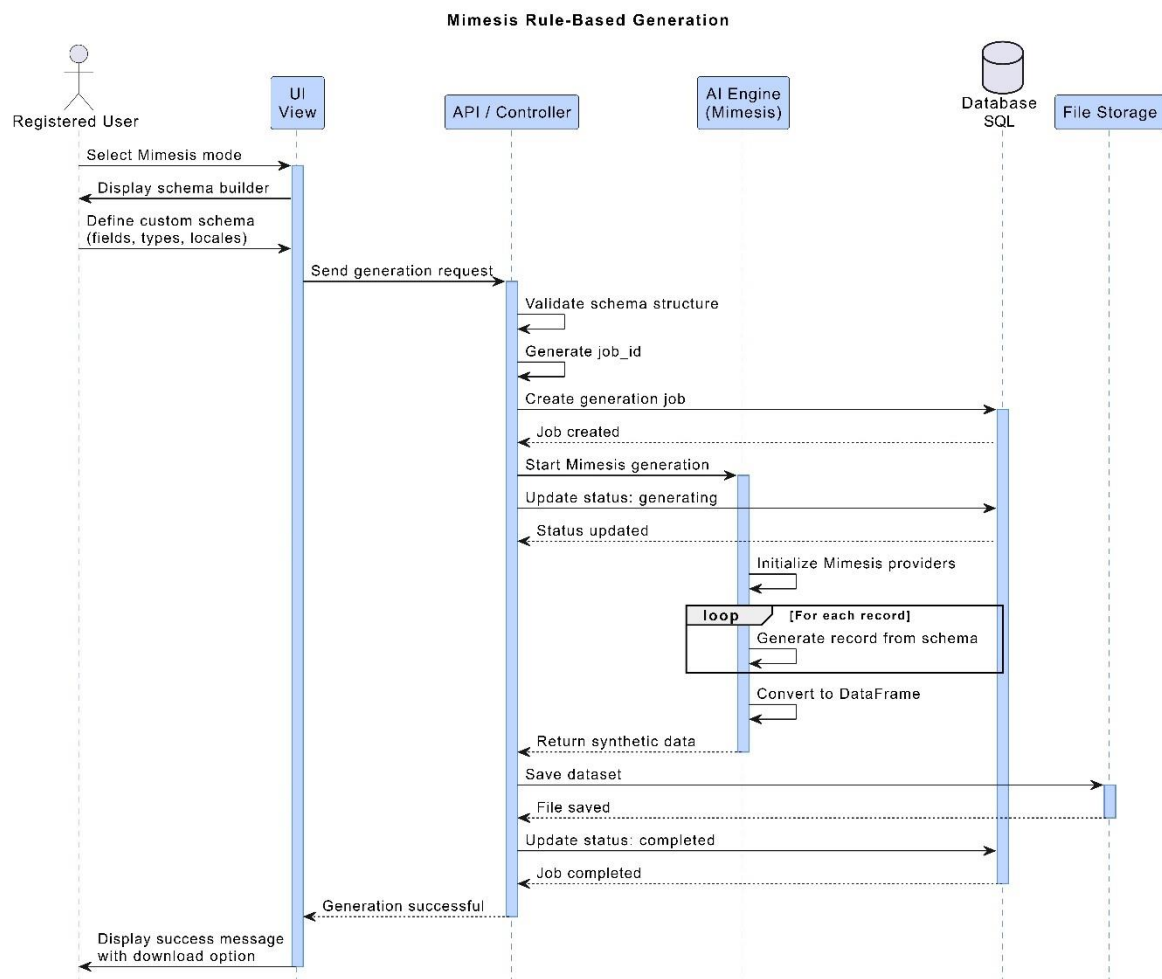 Mimesis Rule-Based Generation
Registered User
UI
View
API / Controller
AI Engine
(Mimesis)
Database
SQL
File Storage
Select Mimesis mode
Display schema builder
Define custom schema
(fields, types, locales)
Send generation request
Validate schema structure
Generate job_id
Create generation job
Job created
Start Mimesis generation
Update status: generating
Status updated
Initialize Mimesis providers
loop [For each record]
Generate record from schema
Convert to DataFrame
Return synthetic data
Save dataset
File saved
Update status: completed
Job completed
Generation successful
Display success message
with download option